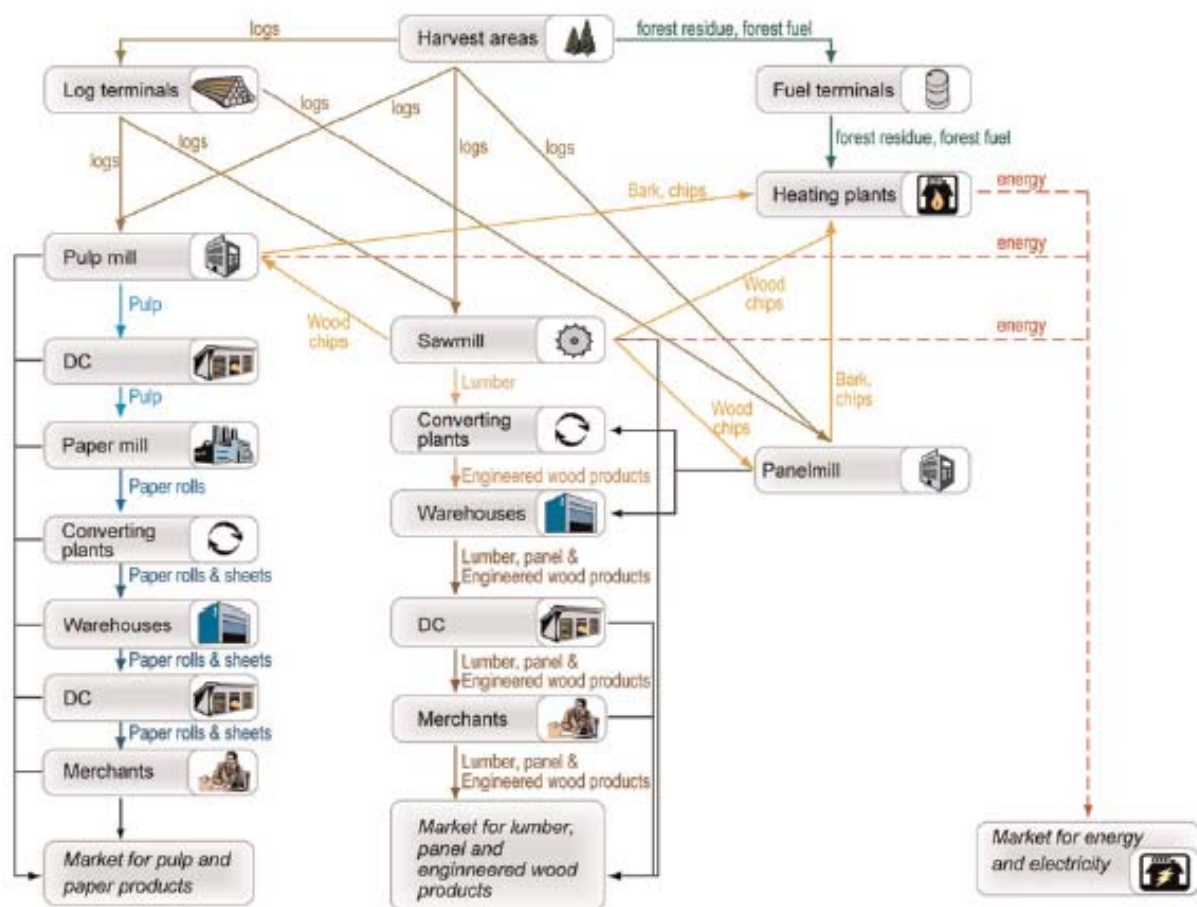 logs
Harvest areas
forest residue, forest fuel
Log terminals
Fuel terminals
logs
logs
logs
logs
logs
logs
forest residue, forest fuel
Bark, chips
Heating plants
energy
Pulp mill
energy
Pulp
Wood
chips
Wood
chips
Sawmill
energy
DC
Lumber
Bark,
chips
Pulp
Wood
chips
Converting
plants
Paper mill
Panelmill
Engineered wood products
Paper rolls
Warehouses
Converting
plants
Lumber, panel &
Engineered wood products
Paper rolls & sheets
Warehouses
DC
Paper rolls & sheets
Lumber, panel &
Engineered wood products
DC
Merchants
Paper rolls & sheets
Lumber, panel &
Engineered wood products
Merchants
Market for lumber,
panel and
enginneered wood
products
Market for pulp and
paper products
Market for energy
and electricity